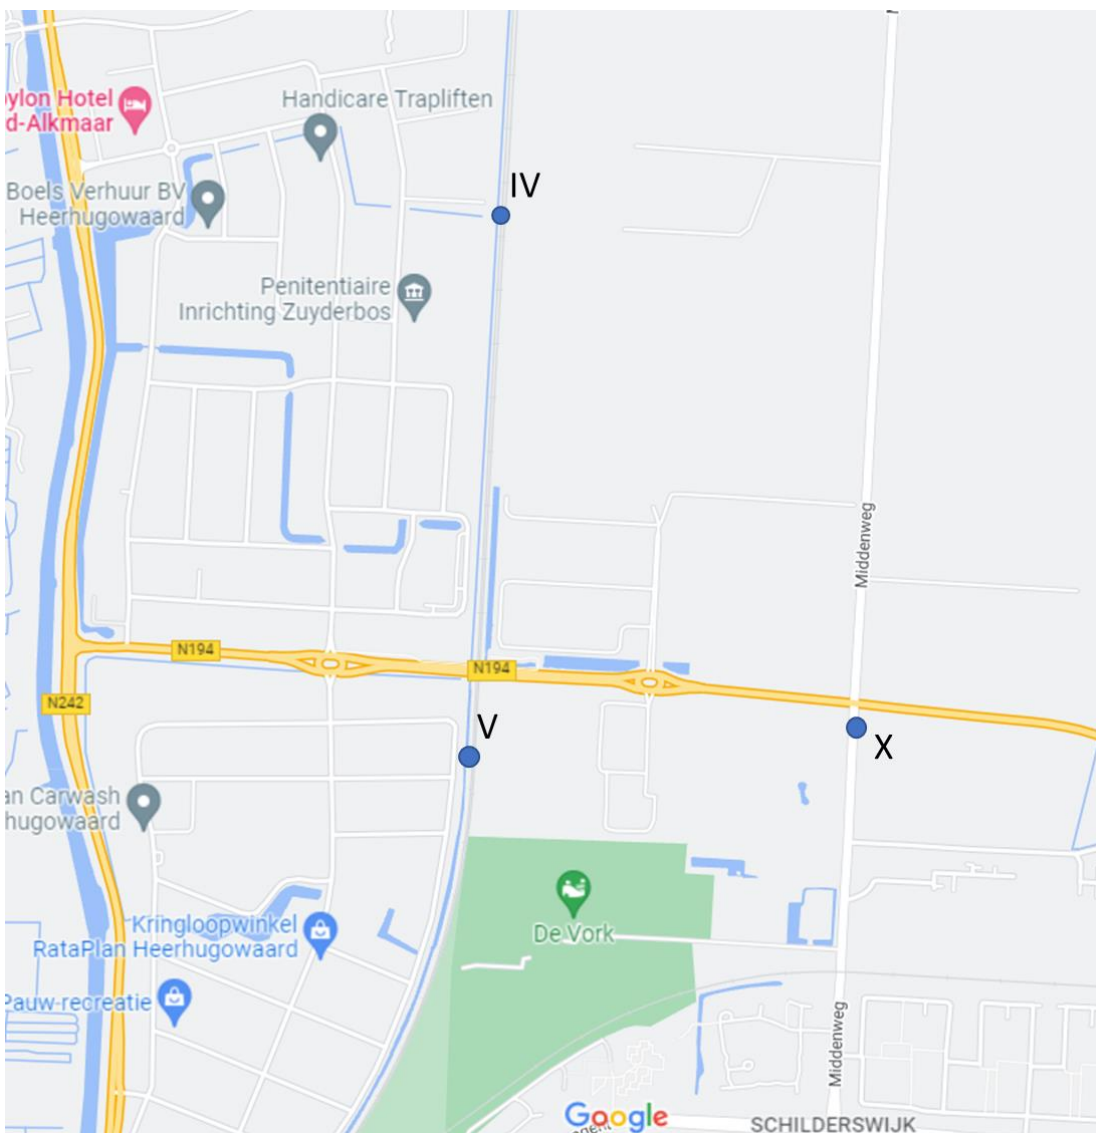 ylon Hotel
d-Alkmaar
Handicare Trapliften
Boels Verhuur BV
Heerhugowaard
IV
Penitentiaire
Inrichting Zuyderbos
Middenweg
N194
N194
N242
V
X
an Carwash
hugowaard
De Vork
Kringloopwinkel
RataPlan Heerhugowaard
Pauw-recreatie
Middenweg
Google
SCHILDERSWIJK